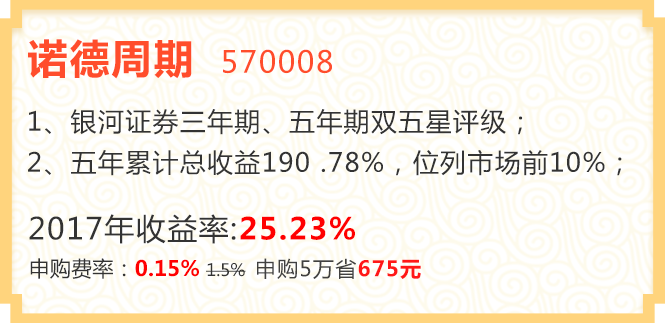 诺德周期 570008
1、银河证券三年期、五年期双五星评级；
2、五年累计总收益190 .78%，位列市场前10%；
2017年收益率:25.23%
申购费率：0.15% 1.5% 申购5万省675元